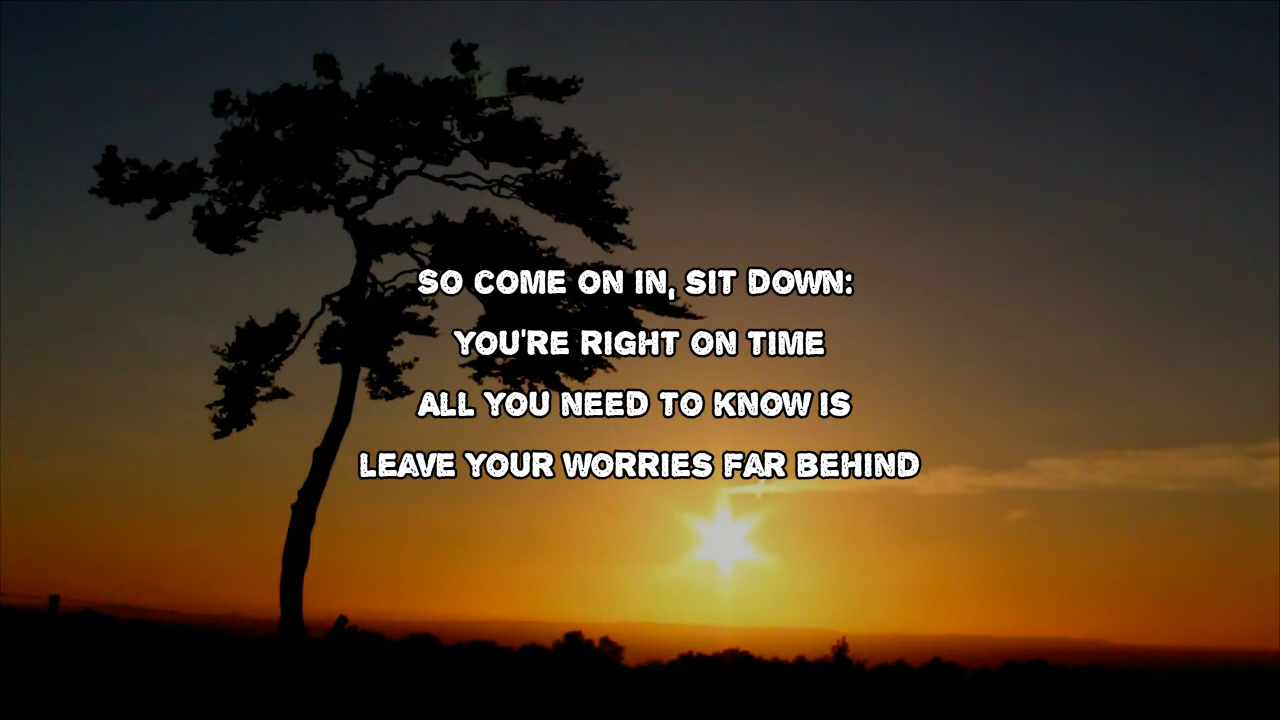 SO COME ON IN, SIT DOWN:
YOU'RE RIGHT ON TIME
ALL YOU NEED TO KNOW IS
LEAVE YOUR WORRIES FAR BEHIND